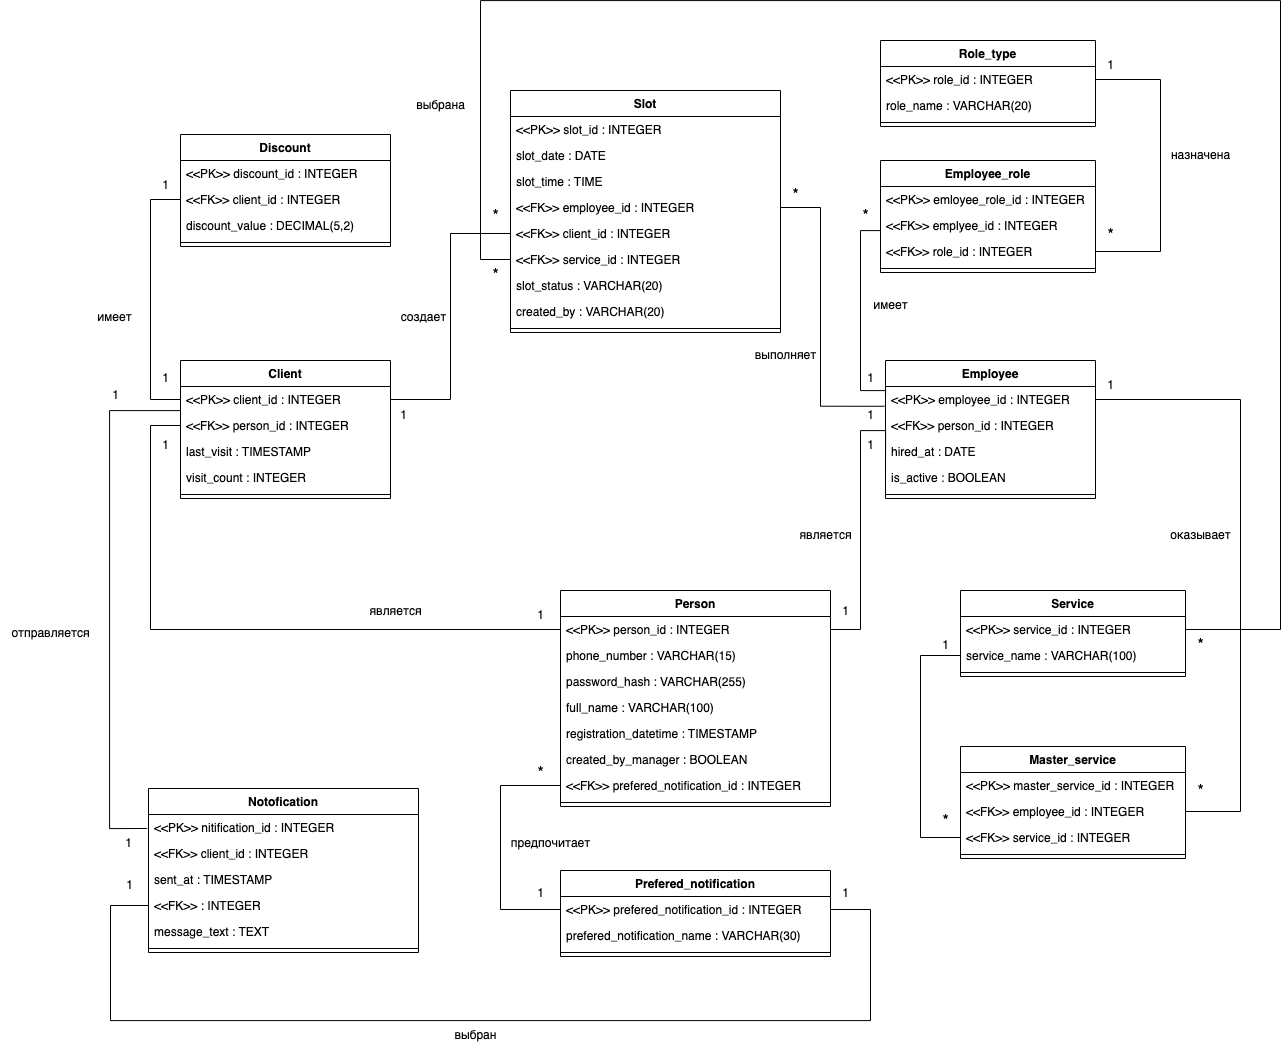 Role_type
<<PK>> role_id : INTEGER
role_name : VARCHAR(20)
1
назначена
выбрана
Slot
<<PK>> slot_id : INTEGER
slot_date : DATE
slot_time : TIME
<<FK>> employee_id : INTEGER
<<FK>> client_id : INTEGER
<<FK>> service_id : INTEGER
slot_status : VARCHAR(20)
created_by : VARCHAR(20)
*
*
*
Discount
<<PK>> discount_id : INTEGER
<<FK>> client_id : INTEGER
discount_value : DECIMAL(5,2)
1
Employee_role
<<PK>> emloyee_role_id : INTEGER
<<FK>> emplyee_id : INTEGER
<<FK>> role_id : INTEGER
*
*
имеет
имеет
создает
выполняет
Client
<<PK>> client_id : INTEGER
<<FK>> person_id : INTEGER
last_visit : TIMESTAMP
visit_count : INTEGER
1
1
1
1
Employee
<<PK>> employee_id : INTEGER
<<FK>> person_id : INTEGER
hired_at : DATE
is_active : BOOLEAN
1
1
1
1
является
оказывает
является
отправляется
Person
<<PK>> person_id : INTEGER
phone_number : VARCHAR(15)
password_hash : VARCHAR(255)
full_name : VARCHAR(100)
registration_datetime : TIMESTAMP
created_by_manager : BOOLEAN
<<FK>> prefered_notification_id : INTEGER
1
1
*
Service
<<PK>> service_id : INTEGER
service_name : VARCHAR(100)
1
*
Master_service
<<PK>> master_service_id : INTEGER
<<FK>> employee_id : INTEGER
<<FK>> service_id : INTEGER
*
*
Notofication
<<PK>> nitification_id : INTEGER
<<FK>> client_id : INTEGER
sent_at : TIMESTAMP
<<FK>> : INTEGER
message_text : TEXT
1
1
предпочитает
Prefered_notification
<<PK>> prefered_notification_id : INTEGER
prefered_notification_name : VARCHAR(30)
1
1
выбран